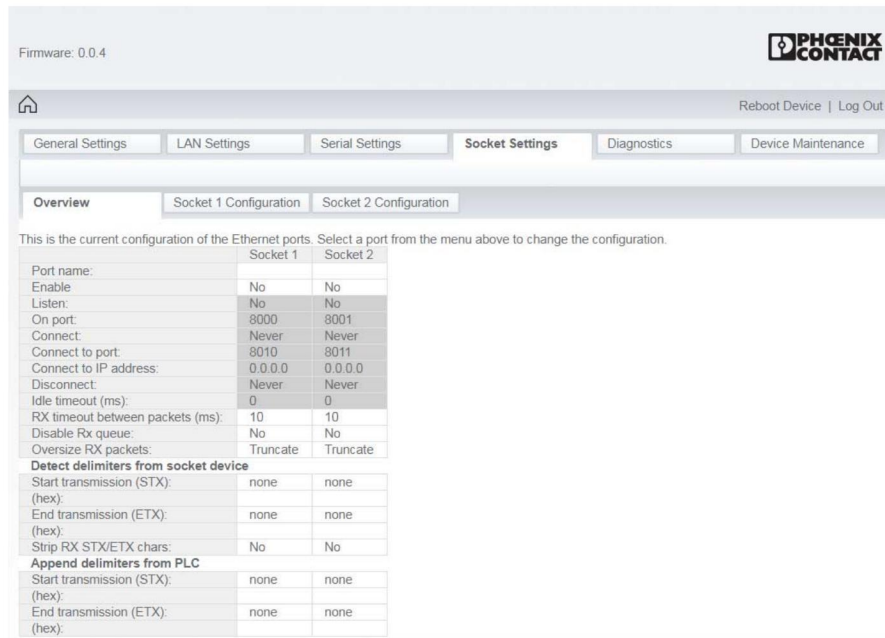 Firmware: 0.0.4
PHŒNIX
CONTACT
Reboot Device | Log Out
General Settings LAN Settings Serial Settings Socket Settings Diagnostics Device Maintenance
Overview Socket 1 Configuration Socket 2 Configuration
This is the current configuration of the Ethernet ports. Select a port from the menu above to change the configuration.
Socket 1 Socket 2
Port name:
Enable No No
Listen: No No
On port: 8000 8001
Connect: Never Never
Connect to port: 8010 8011
Connect to IP address: 0.0.0.0 0.0.0.0
Disconnect: Never Never
Idle timeout (ms): 0 0
RX timeout between packets (ms): 10 10
Disable Rx queue: No No
Oversize RX packets: Truncate Truncate
Detect delimiters from socket device
Start transmission (STX): none none
(hex):
End transmission (ETX): none none
(hex):
Strip RX STX/ETX chars: No No
Append delimiters from PLC
Start transmission (STX): none none
(hex):
End transmission (ETX): none none
(hex):